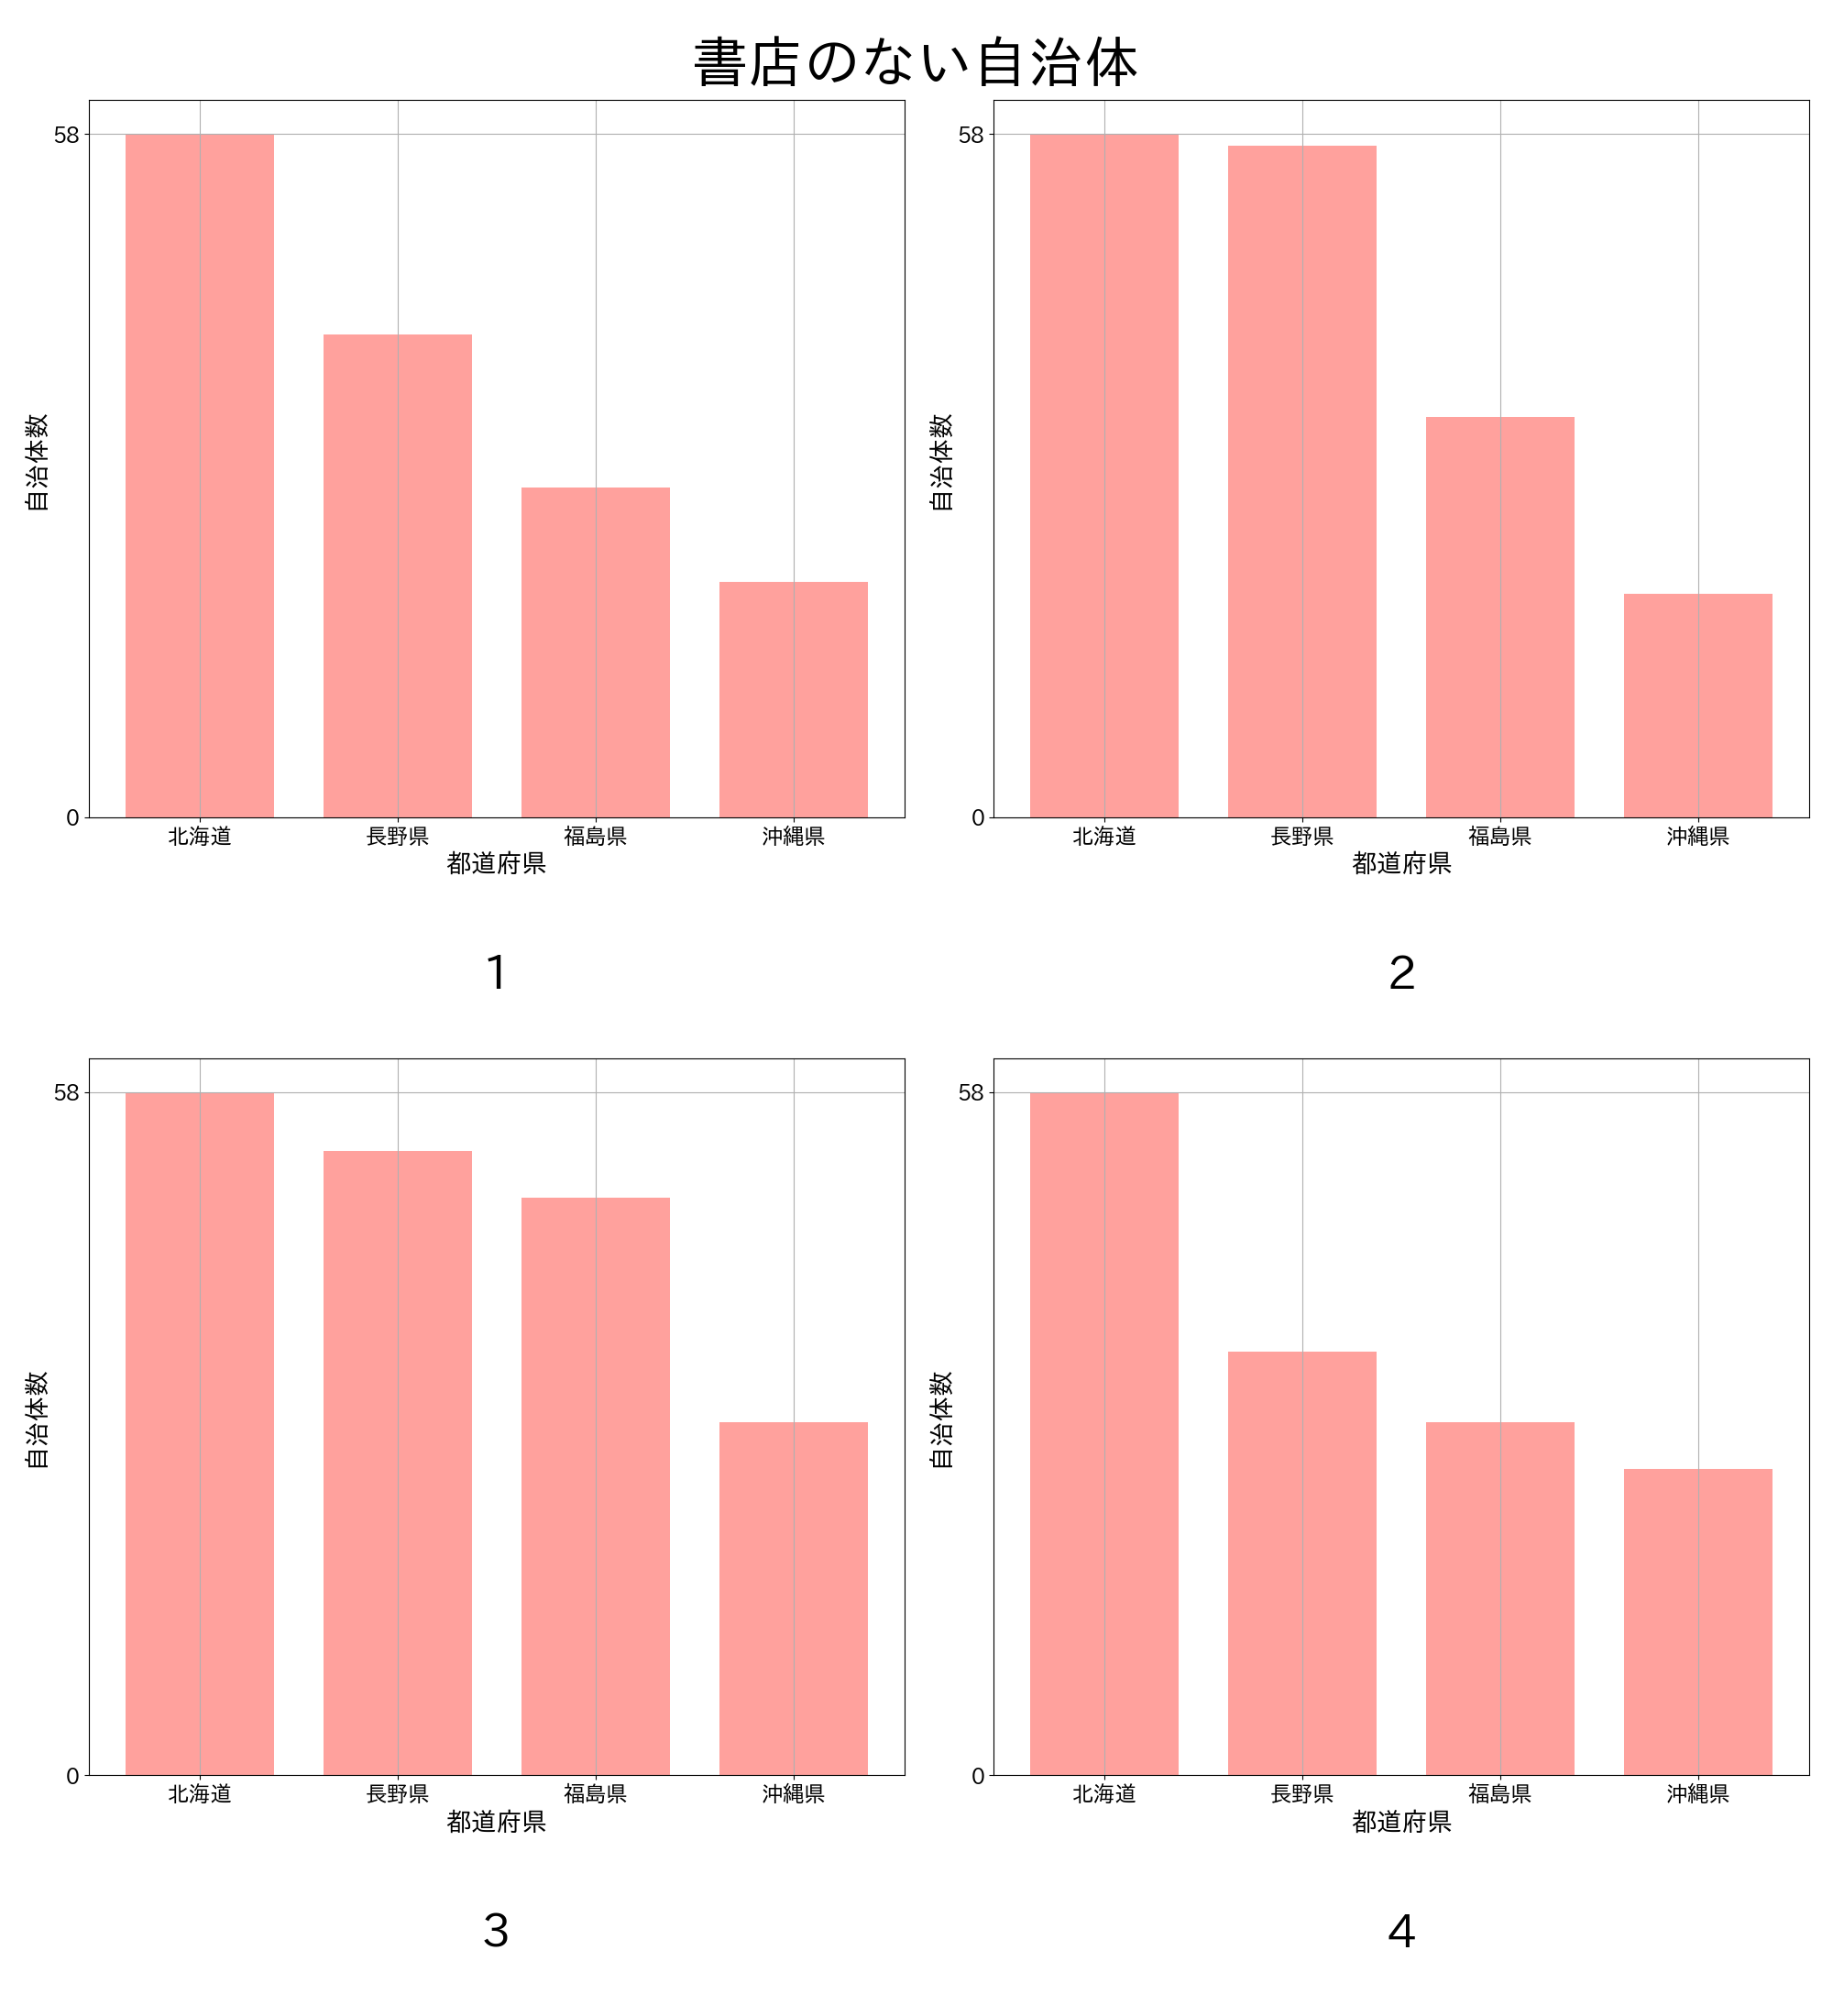 書店のない自治体
58
0
自治体数
北海道 長野県 福島県 沖縄県
都道府県
1
58
0
自治体数
北海道 長野県 福島県 沖縄県
都道府県
2
58
0
自治体数
北海道 長野県 福島県 沖縄県
都道府県
3
58
0
自治体数
北海道 長野県 福島県 沖縄県
都道府県
4